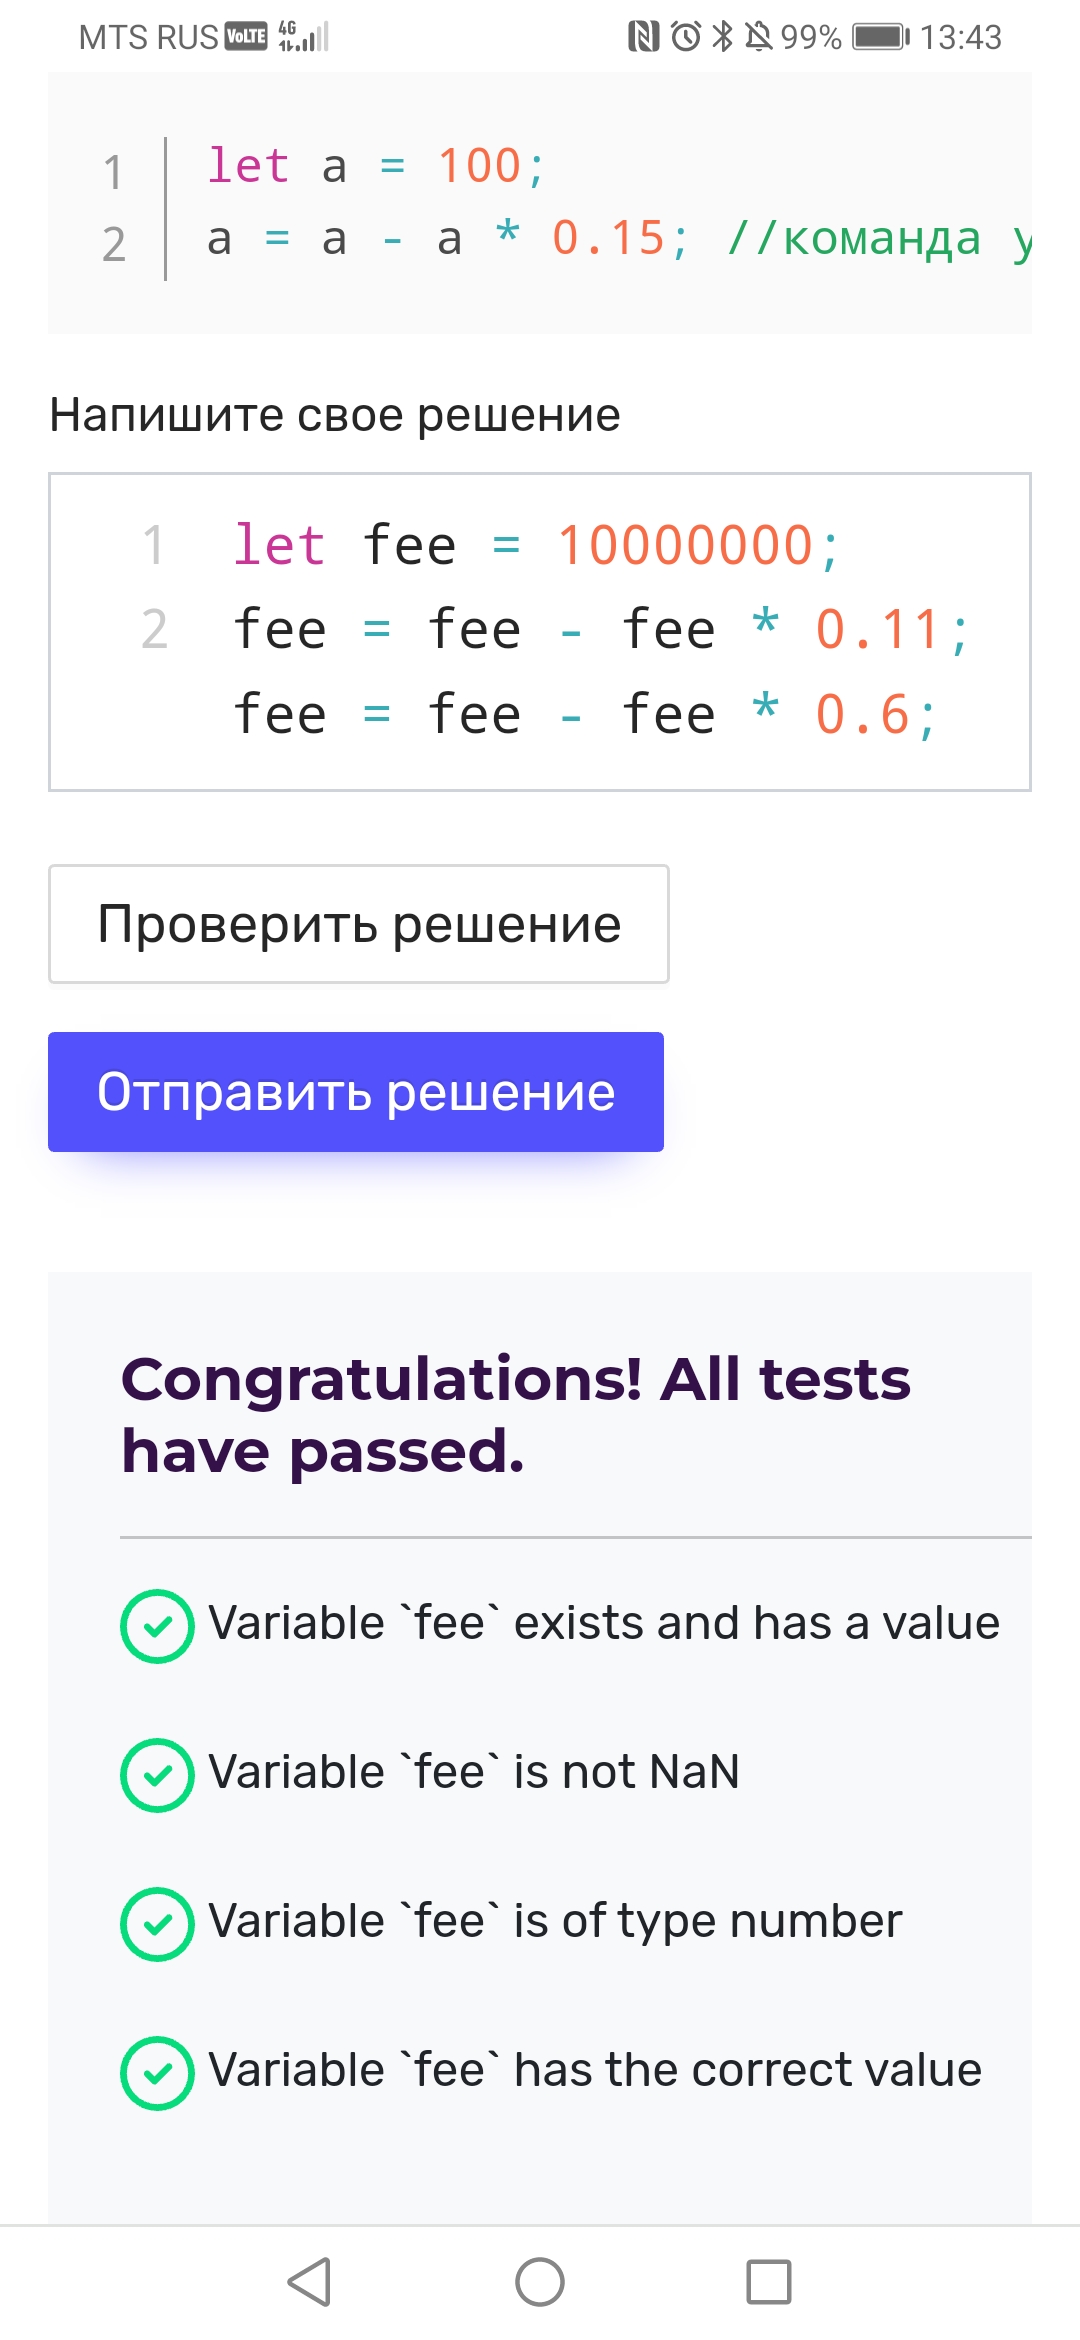 MTS RUS VoLTE 4G 99% 13:43
1 let a = 100;
2 a = a - a * 0.15; //команда у
Напишите свое решение
1 let fee = 10000000;
2 fee = fee - fee * 0.11;
fee = fee - fee * 0.6;
Проверить решение
Отправить решение
Congratulations! All tests
have passed.
Variable `fee` exists and has a value
Variable `fee` is not NaN
Variable `fee` is of type number
Variable `fee` has the correct value